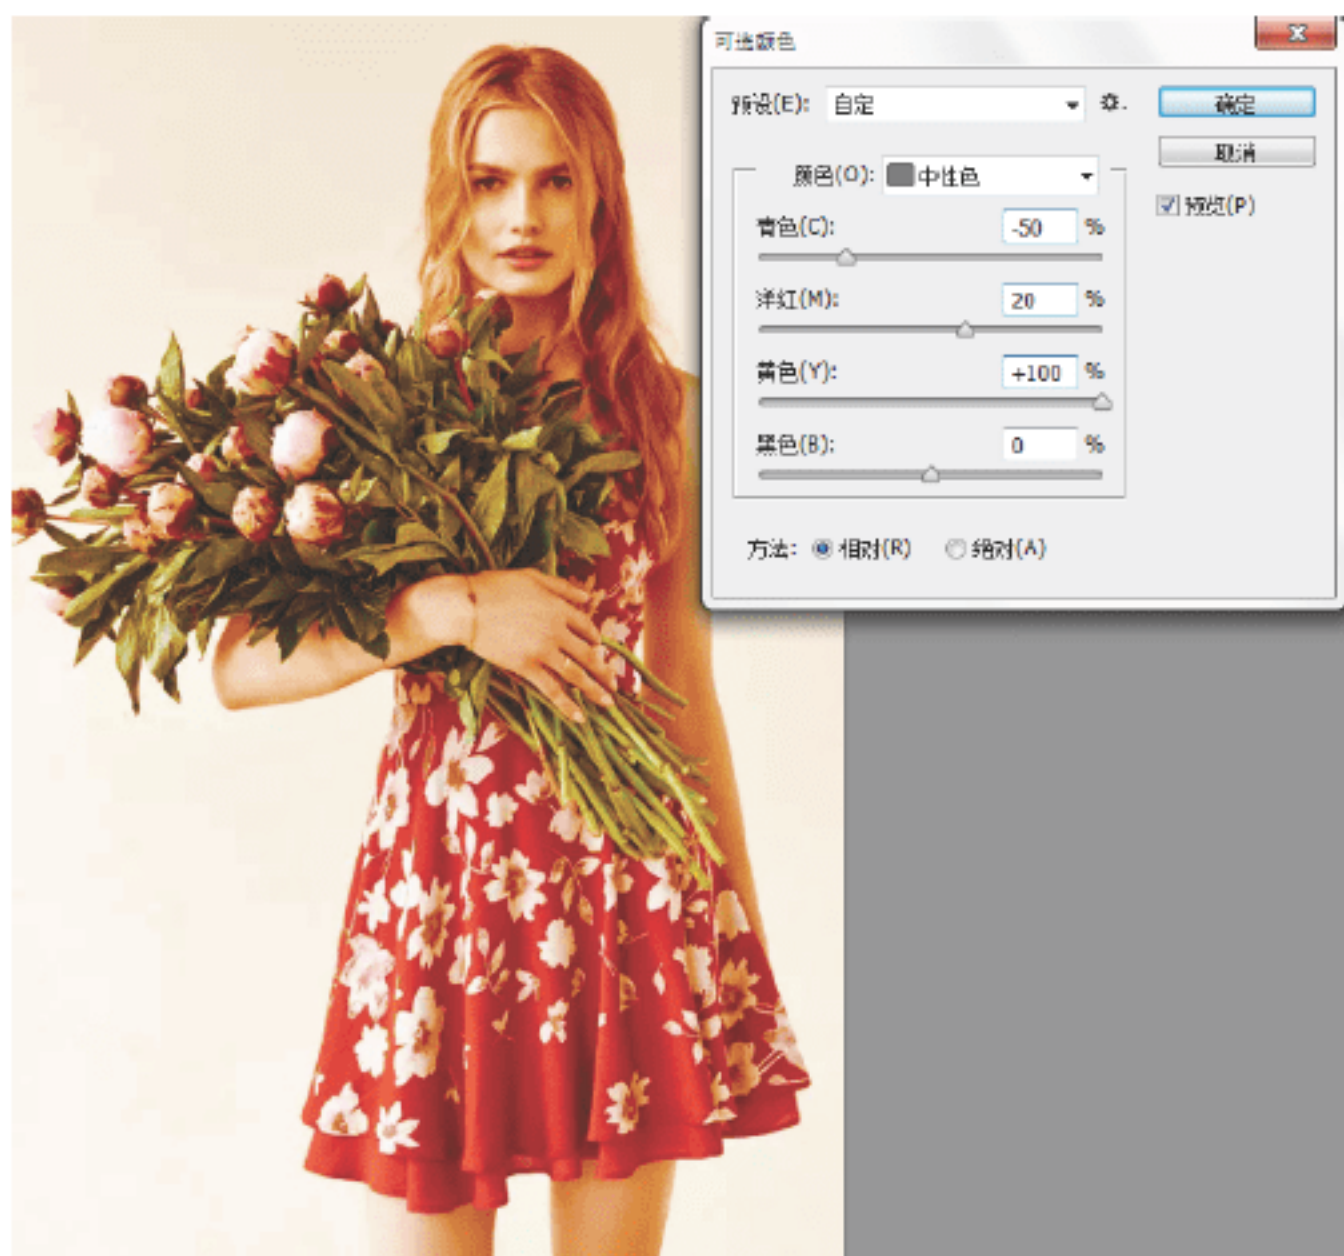 可选颜色
预设(E): 自定
确定
取消
预览(P)
颜色(O): 中性色
青色(C): -50 %
洋红(M): 20 %
黄色(Y): +100 %
黑色(B): 0 %
方法: 相对(R) 绝对(A)